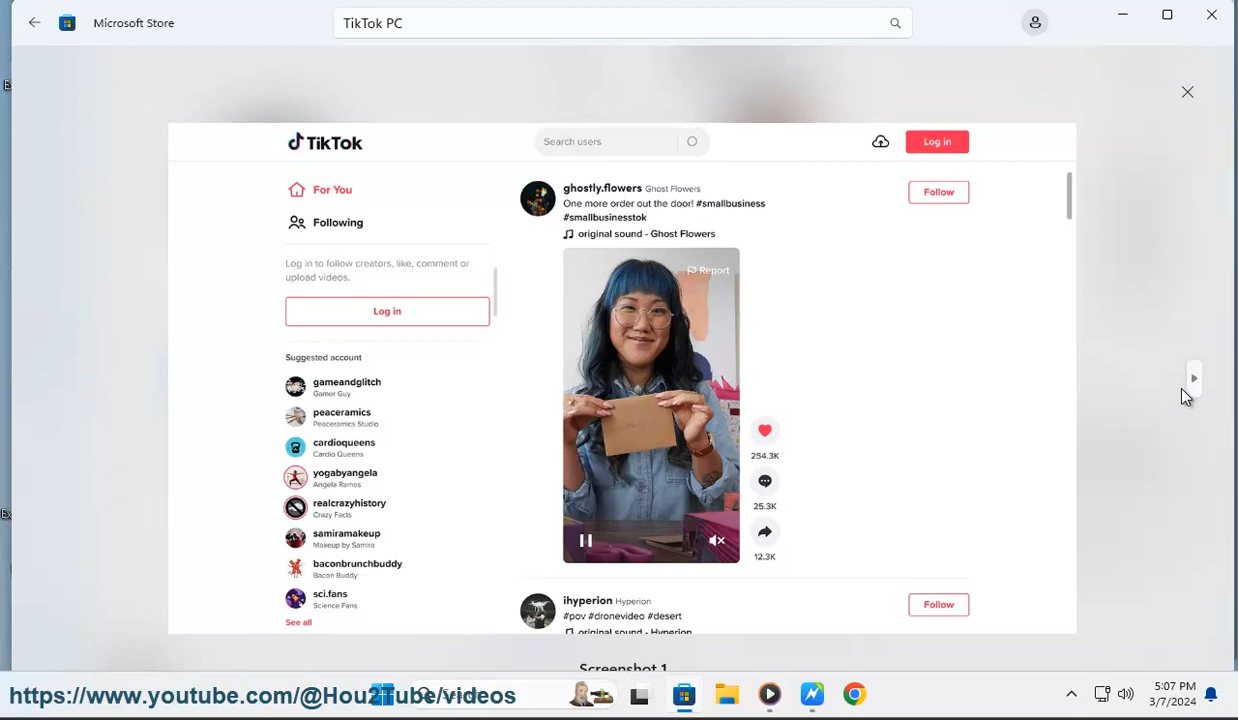 Microsoft Store
TikTok PC
TikTok
Search users
Log in
For You
Following
Log in to follow creators, like, comment or
upload videos.
Log in
Suggested account
gameandglitch
Gamer Guy
peaceramics
Peaceramics Studio
cardioqueens
Cardio Queens
yogabyangela
Angela Ramos
realcrazyhistory
Crazy Facts
samiramakeup
Makeup by Samira
baconbrunchbuddy
Bacon Buddy
sci.fans
Science Fans
See all
ghostly.flowers Ghost Flowers
One more order out the door! #smallbusiness
#smallbusinesstok
original sound - Ghost Flowers
Follow
Report
254.3K
25.3K
12.3K
ihyperion Hyperion
#pov #dronevideo #desert
original sound - Hyperion
Follow
Screenshot 1
https://www.youtube.com/@Hou2Tube/videos
5:07 PM
3/7/2024